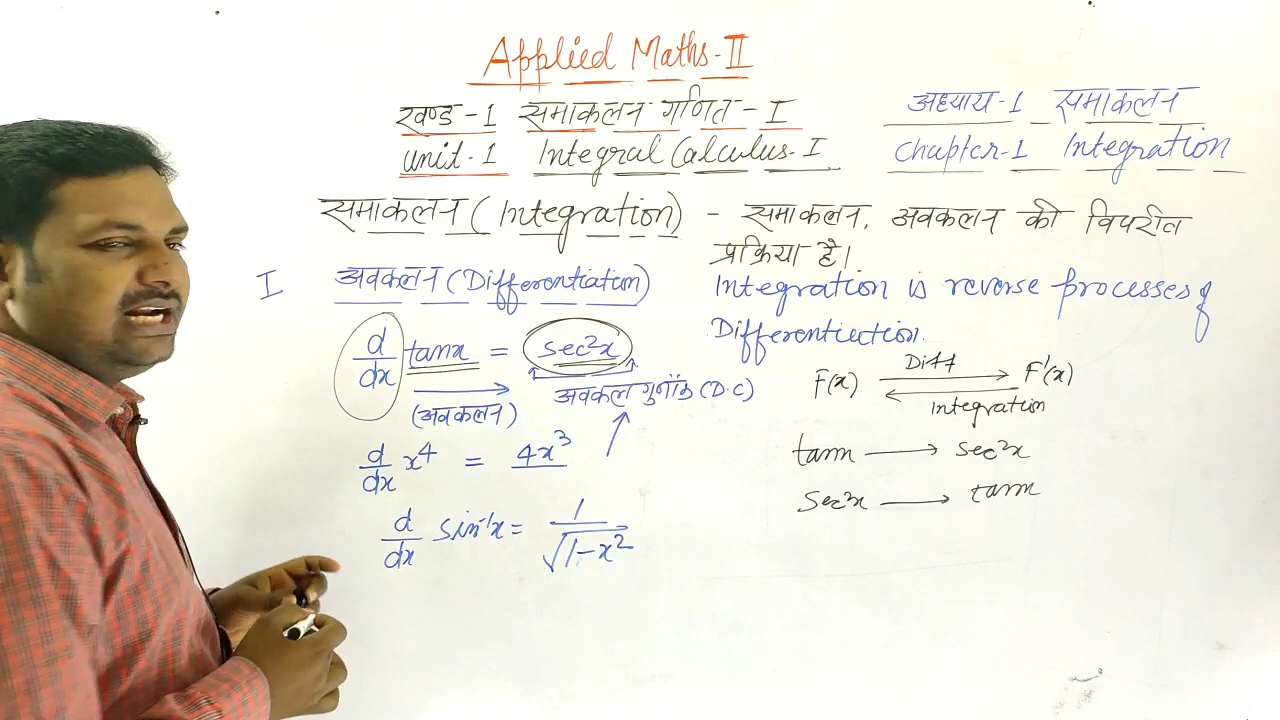 Applied Maths-II
खण्ड-1 समाकलन गणित-I
unit-1 Integral Calculus-I
अध्याय-1 समाकलन
chapter-1 Integration
समाकलन (Integration) - समाकलन, अवकलन की विपरीत
प्रक्रिया है।
Integration is reverse processes of
Differentiation.
I अवकलन (Differentiation)
d/dx tanx = sec²x
(अवकलन)
अवकल गुनाँक (D.C)
d/dx x⁴ = 4x³
d/dx sin⁻¹x = 1/√1-x²
F(x) Diff F'(x)
Integration
tanx → sec²x
sec²x → tanx